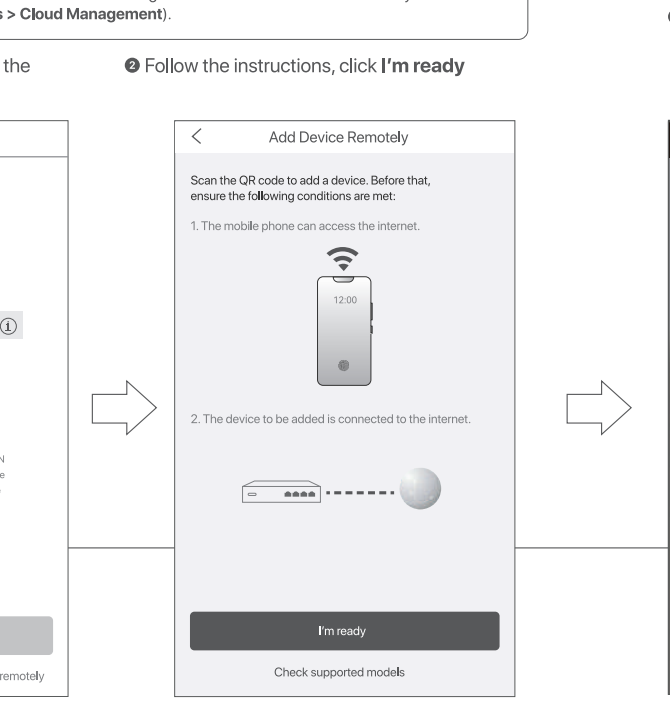 s > Cloud Management).
the
❷ Follow the instructions, click I'm ready
Add Device Remotely
Scan the QR code to add a device. Before that,
ensure the following conditions are met:
1. The mobile phone can access the internet.
12:00
2. The device to be added is connected to the internet.
N
e
I'm ready
Check supported models
remotely